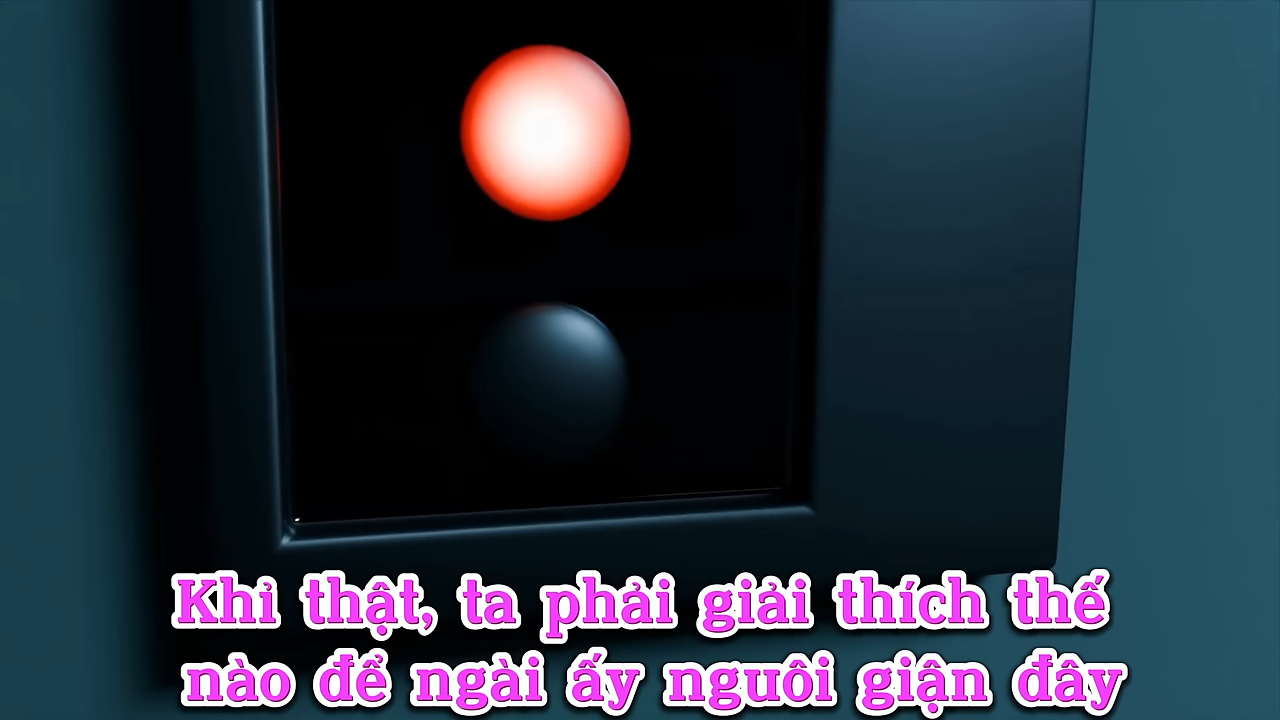 Khỉ thật, ta phải giải thích thế
nào để ngài ấy nguôi giận đây